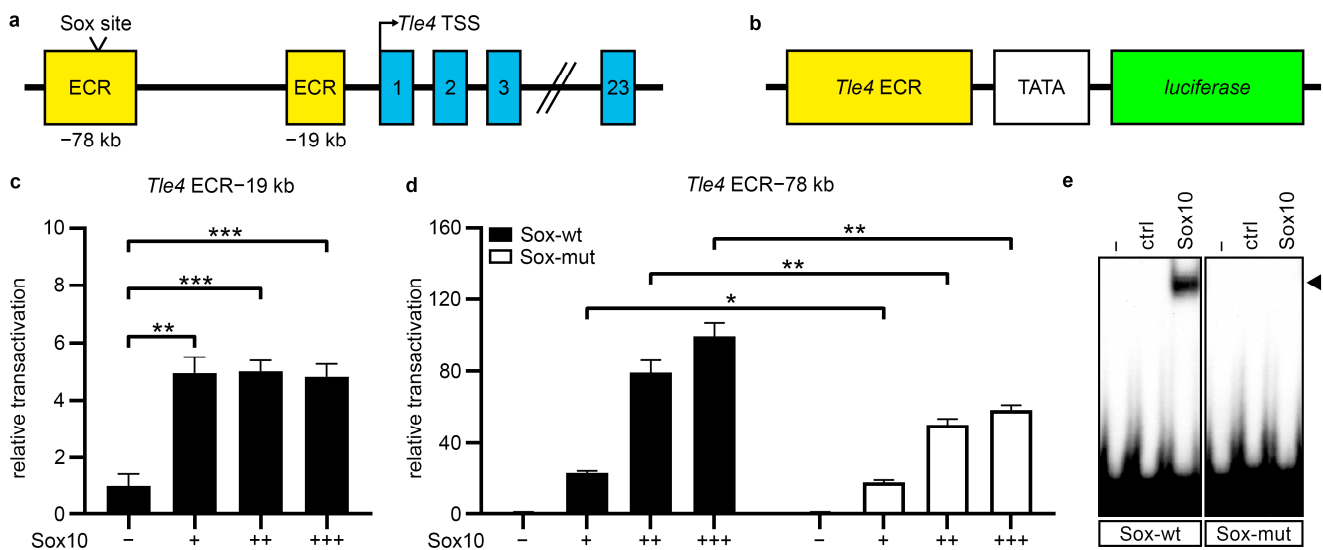 a
Sox site
Tle4 TSS
ECR
ECR
1
2
3
23
−78 kb
−19 kb
b
Tle4 ECR
TATA
luciferase
c
Tle4 ECR−19 kb
relative transactivation
10
8
6
4
2
0
***
***
**
Sox10
− + ++ +++
d
Tle4 ECR−78 kb
relative transactivation
160
120
80
40
0
Sox-wt
Sox-mut
**
**
*
Sox10
− + ++ +++ − + ++ +++
e
− ctrl Sox10 − ctrl Sox10
Sox-wt Sox-mut